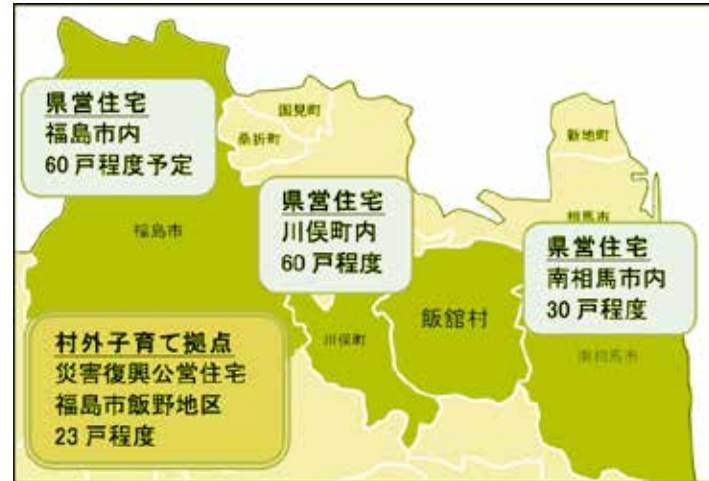 県営住宅
福島市内
60 戸程度予定
国見町
桑折町
新地町
相馬市
福島市
県営住宅
川俣町内
60 戸程度
県営住宅
南相馬市内
30 戸程度
飯舘村
川俣町
南相馬市
村外子育て拠点
災害復興公営住宅
福島市飯野地区
23 戸程度